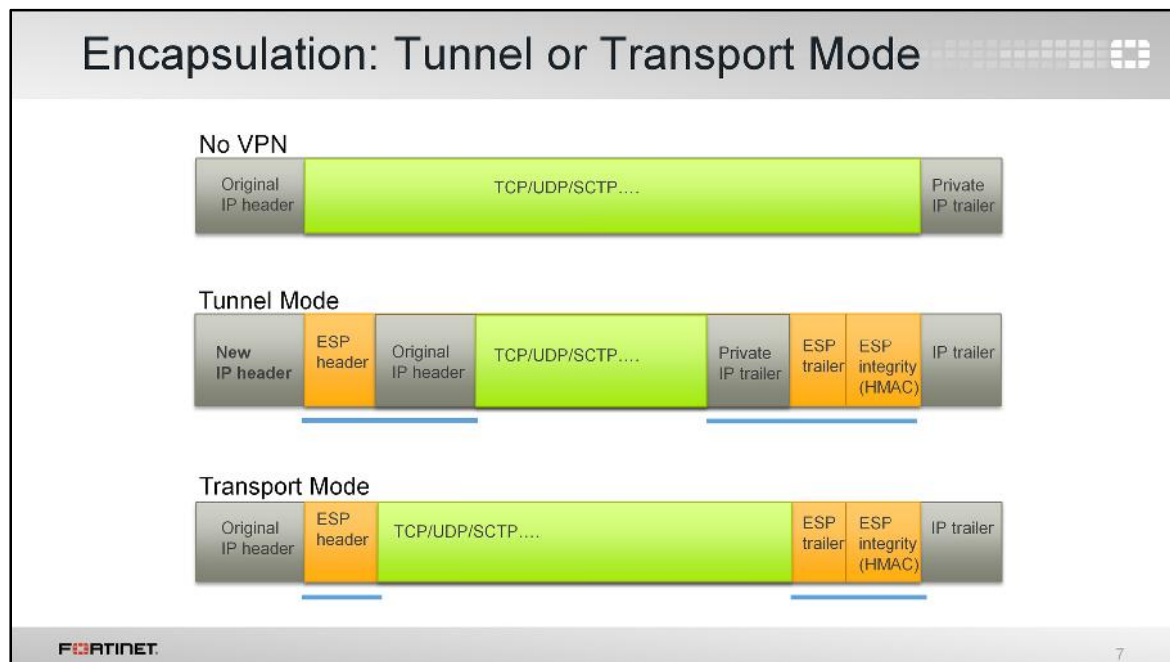 Encapsulation: Tunnel or Transport Mode
No VPN
Original
IP header
TCP/UDP/SCTP....
Private
IP trailer
Tunnel Mode
New
IP header
ESP
header
Original
IP header
TCP/UDP/SCTP....
Private
IP trailer
ESP
trailer
ESP
integrity
(HMAC)
IP trailer
Transport Mode
Original
IP header
ESP
header
TCP/UDP/SCTP....
ESP
trailer
ESP
integrity
(HMAC)
IP trailer
FORTINET
7